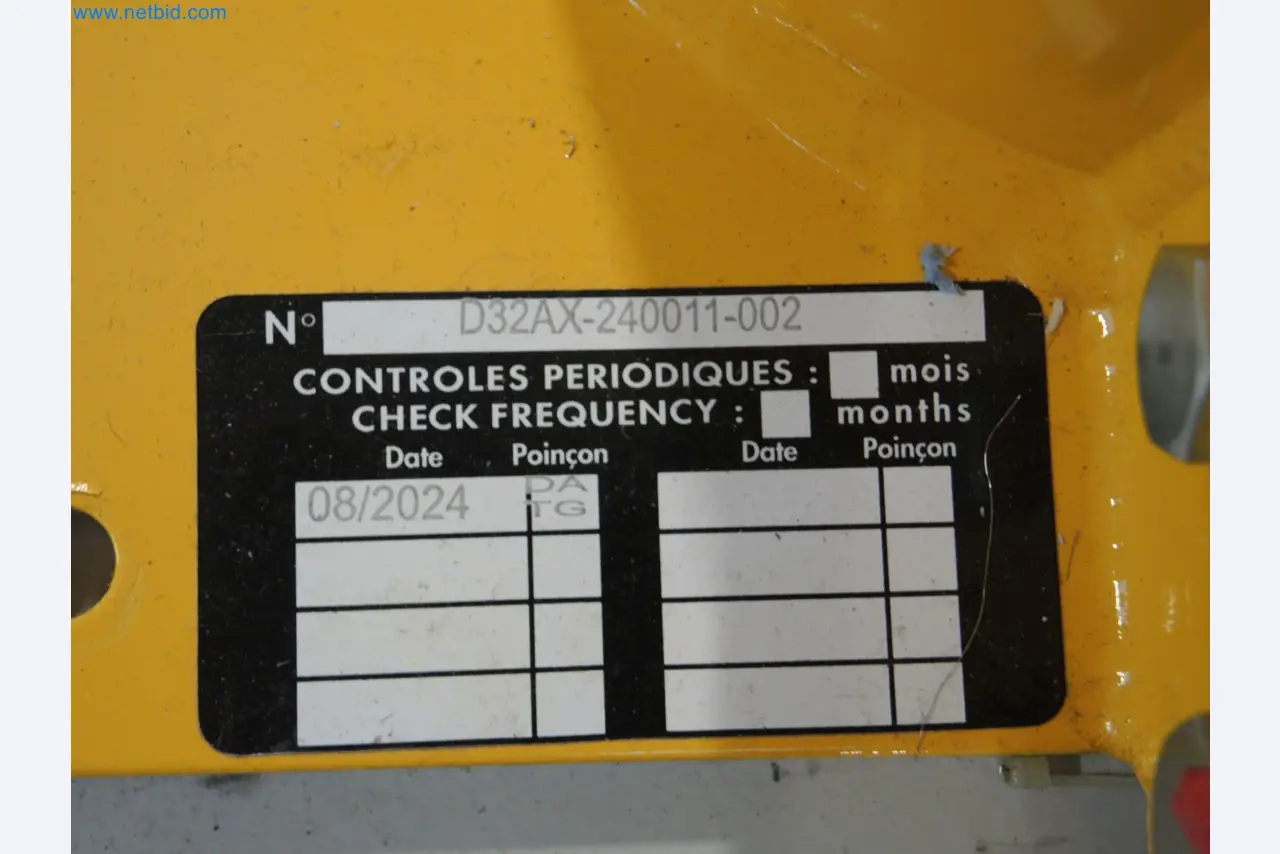 www.netbid.com
N° D32AX-240011-002
CONTROLES PERIODIQUES : mois
CHECK FREQUENCY : months
Date Poinçon Date Poinçon
08/2024 DA
TG